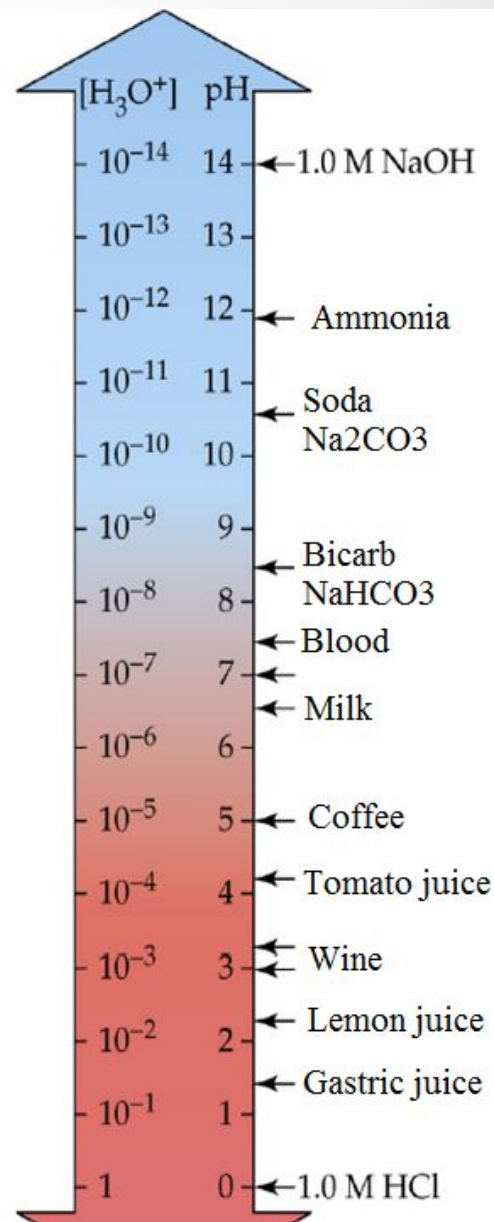 [H₃O⁺] pH
10⁻¹⁴ 14 1.0 M NaOH
10⁻¹³ 13
10⁻¹² 12 Ammonia
10⁻¹¹ 11
Soda
Na2CO3
10⁻¹⁰ 10
10⁻⁹ 9
Bicarb
NaHCO3
10⁻⁸ 8
Blood
10⁻⁷ 7
Milk
10⁻⁶ 6
10⁻⁵ 5 Coffee
Tomato juice
10⁻⁴ 4
Wine
10⁻³ 3
Lemon juice
10⁻² 2
Gastric juice
10⁻¹ 1
1 0 1.0 M HCl